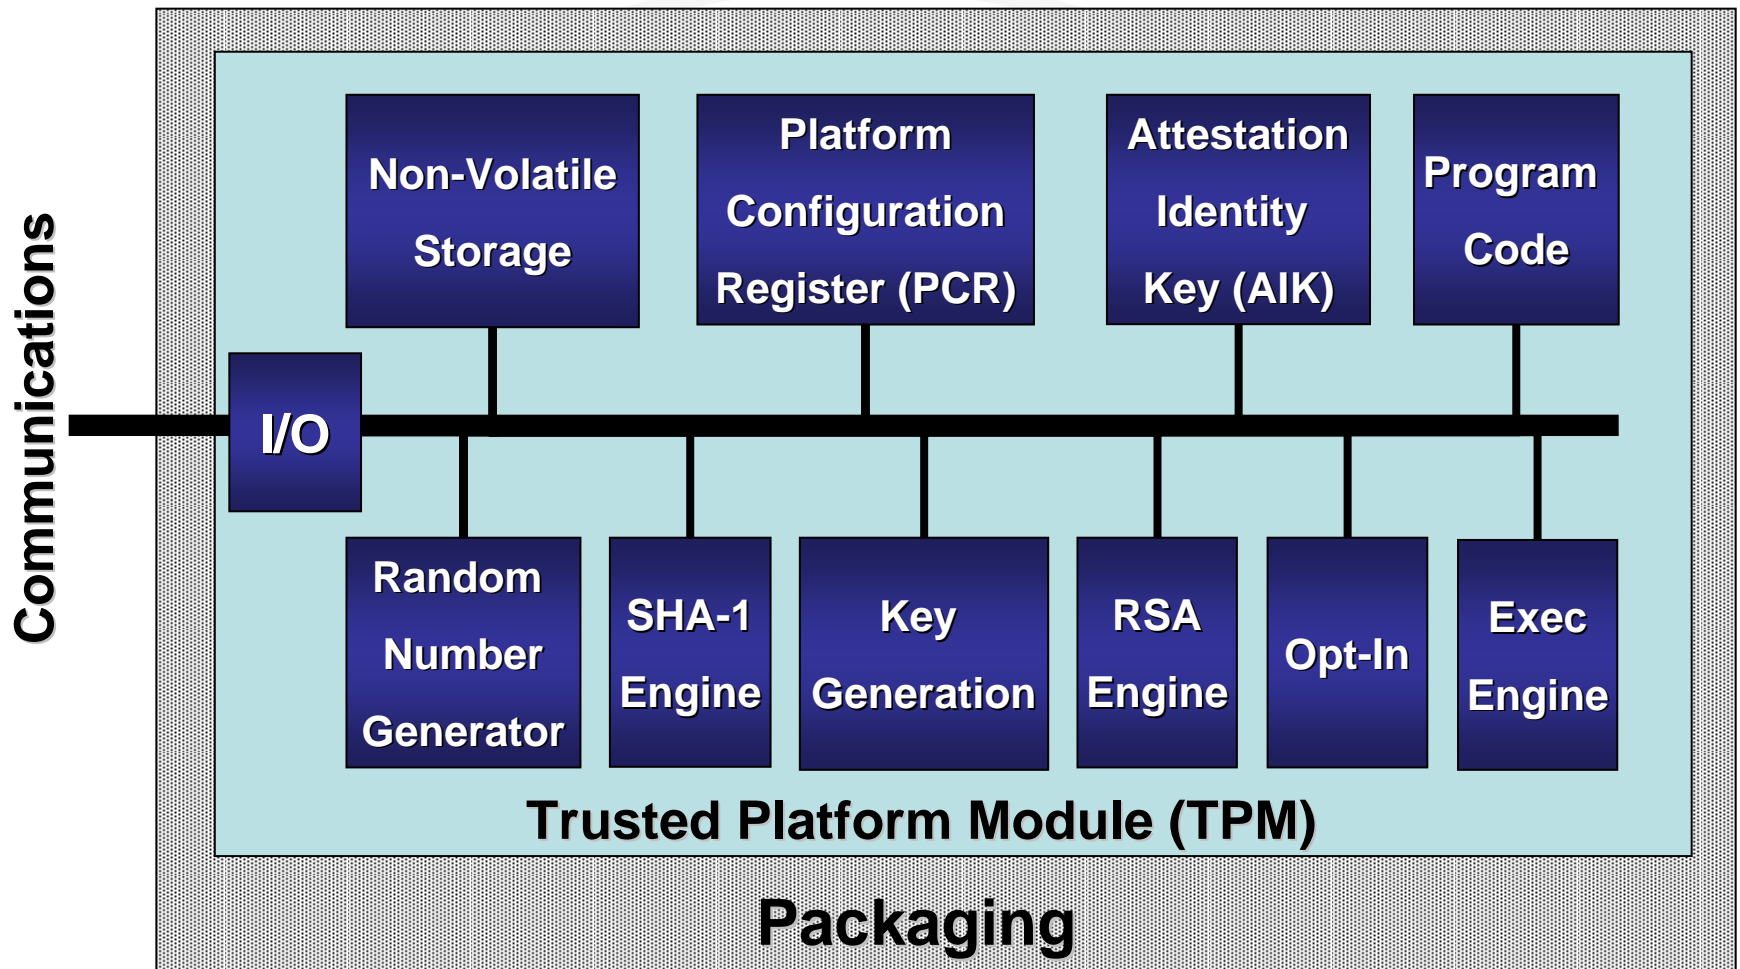 Communications
Non-Volatile
Storage
Platform
Configuration
Register (PCR)
Attestation
Identity
Key (AIK)
Program
Code
I/O
Random
Number
Generator
SHA-1
Engine
Key
Generation
RSA
Engine
Opt-In
Exec
Engine
Trusted Platform Module (TPM)
Packaging